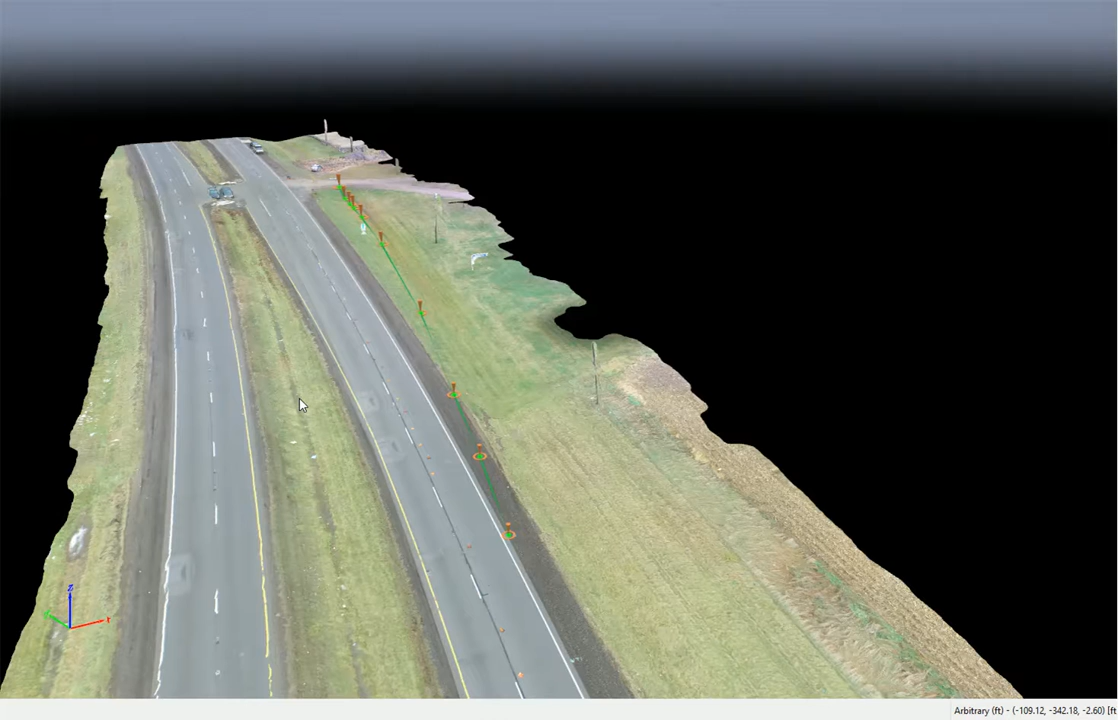 Z
Arbitrary (ft) - (-109.12, -342.18, -2.60) [ft